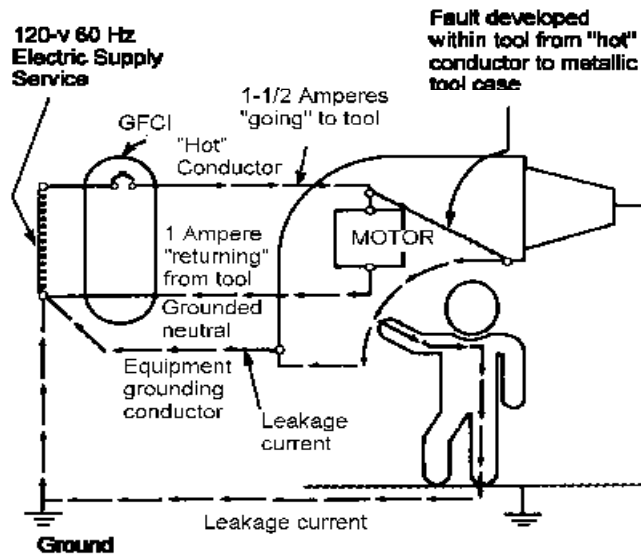 120-v 60 Hz
Electric Supply
Service
Fault developed
within tool from "hot"
conductor to metallic
tool case
1-1/2 Amperes
"going" to tool
GFCI
"Hot"
Conductor
1 Ampere
"returning"
from tool
MOTOR
Grounded
neutral
Equipment
grounding
conductor
Leakage
current
Leakage current
Ground